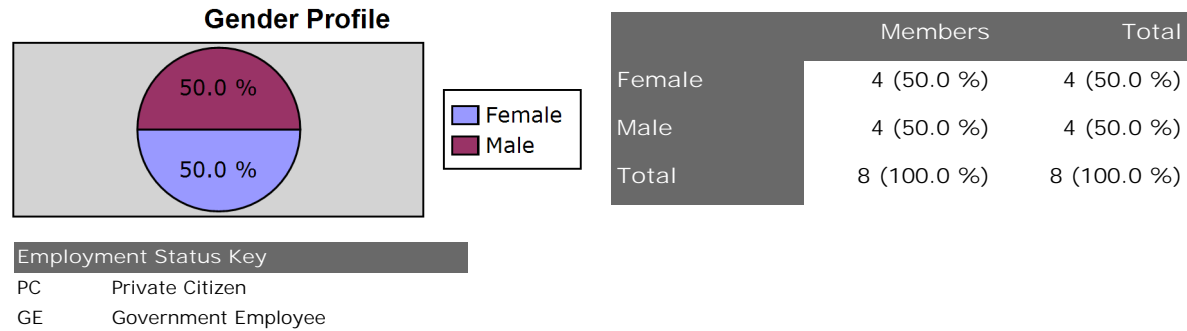 Gender Profile
50.0 %
50.0 %
Female
Male
Members Total
Female 4 (50.0 %) 4 (50.0 %)
Male 4 (50.0 %) 4 (50.0 %)
Total 8 (100.0 %) 8 (100.0 %)
Employment Status Key
PC Private Citizen
GE Government Employee